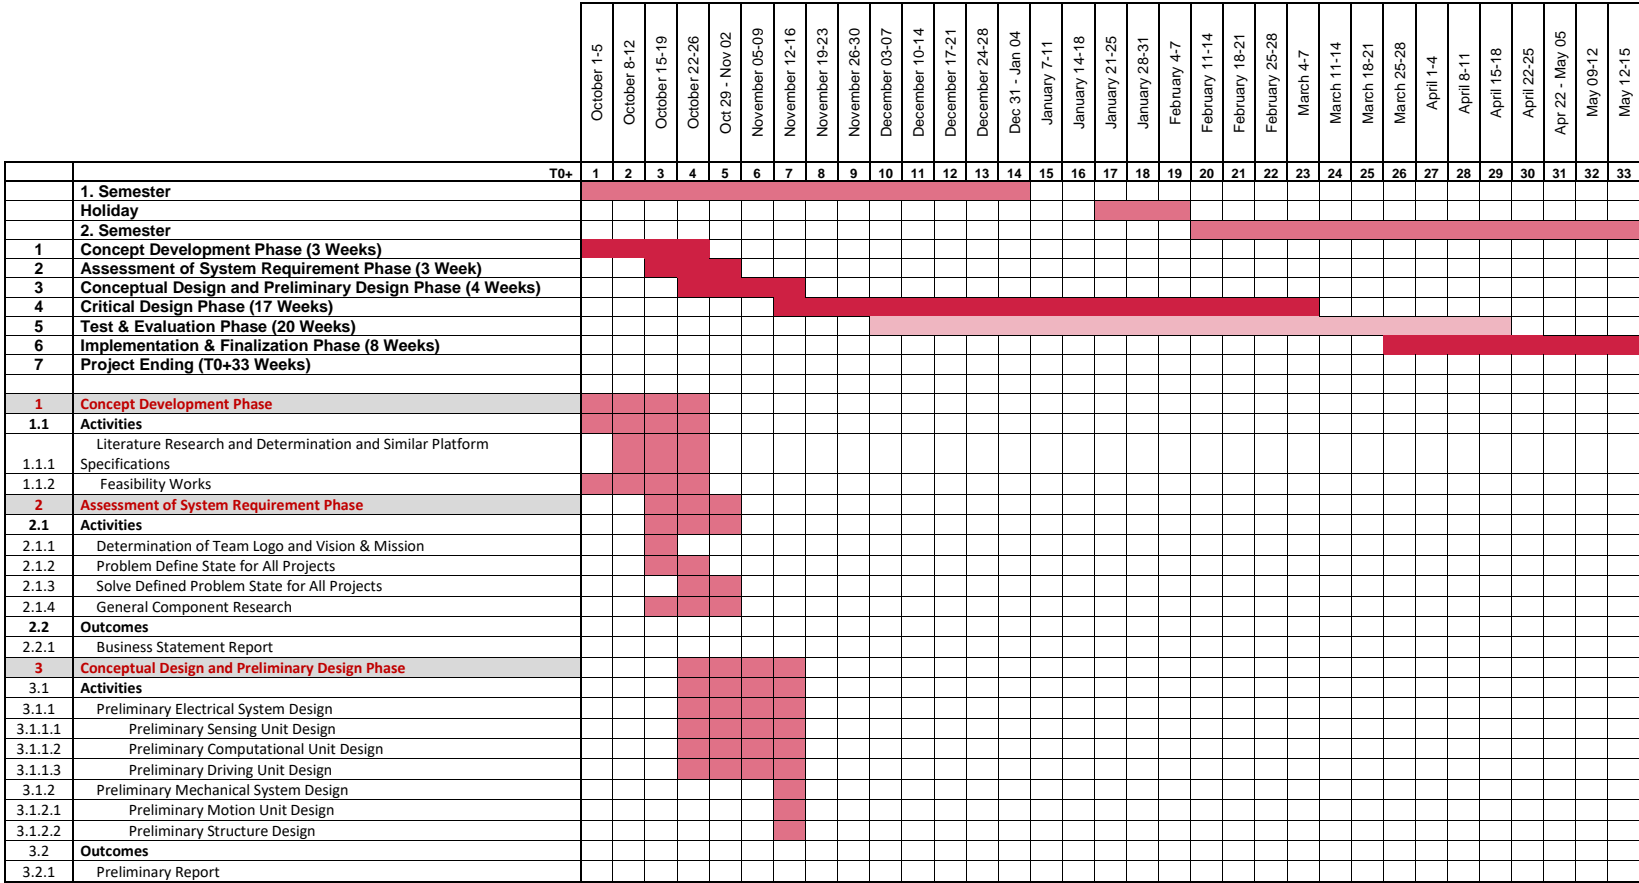 October 1-5
October 8-12
October 15-19
October 22-26
Oct 29 - Nov 02
November 05-09
November 12-16
November 19-23
November 26-30
December 03-07
December 10-14
December 17-21
December 24-28
Dec 31 - Jan 04
January 7-11
January 14-18
January 21-25
January 28-31
February 4-7
February 11-14
February 18-21
February 25-28
March 4-7
March 11-14
March 18-21
March 25-28
April 1-4
April 8-11
April 15-18
April 22-25
Apr 22 - May 05
May 09-12
May 12-15
T0+ 1 2 3 4 5 6 7 8 9 10 11 12 13 14 15 16 17 18 19 20 21 22 23 24 25 26 27 28 29 30 31 32 33
1. Semester
Holiday
2. Semester
1 Concept Development Phase (3 Weeks)
2 Assessment of System Requirement Phase (3 Week)
3 Conceptual Design and Preliminary Design Phase (4 Weeks)
4 Critical Design Phase (17 Weeks)
5 Test & Evaluation Phase (20 Weeks)
6 Implementation & Finalization Phase (8 Weeks)
7 Project Ending (T0+33 Weeks)
1 Concept Development Phase
1.1 Activities
Literature Research and Determination and Similar Platform
1.1.1 Specifications
1.1.2 Feasibility Works
2 Assessment of System Requirement Phase
2.1 Activities
2.1.1 Determination of Team Logo and Vision & Mission
2.1.2 Problem Define State for All Projects
2.1.3 Solve Defined Problem State for All Projects
2.1.4 General Component Research
2.2 Outcomes
2.2.1 Business Statement Report
3 Conceptual Design and Preliminary Design Phase
3.1 Activities
3.1.1 Preliminary Electrical System Design
3.1.1.1 Preliminary Sensing Unit Design
3.1.1.2 Preliminary Computational Unit Design
3.1.1.3 Preliminary Driving Unit Design
3.1.2 Preliminary Mechanical System Design
3.1.2.1 Preliminary Motion Unit Design
3.1.2.2 Preliminary Structure Design
3.2 Outcomes
3.2.1 Preliminary Report